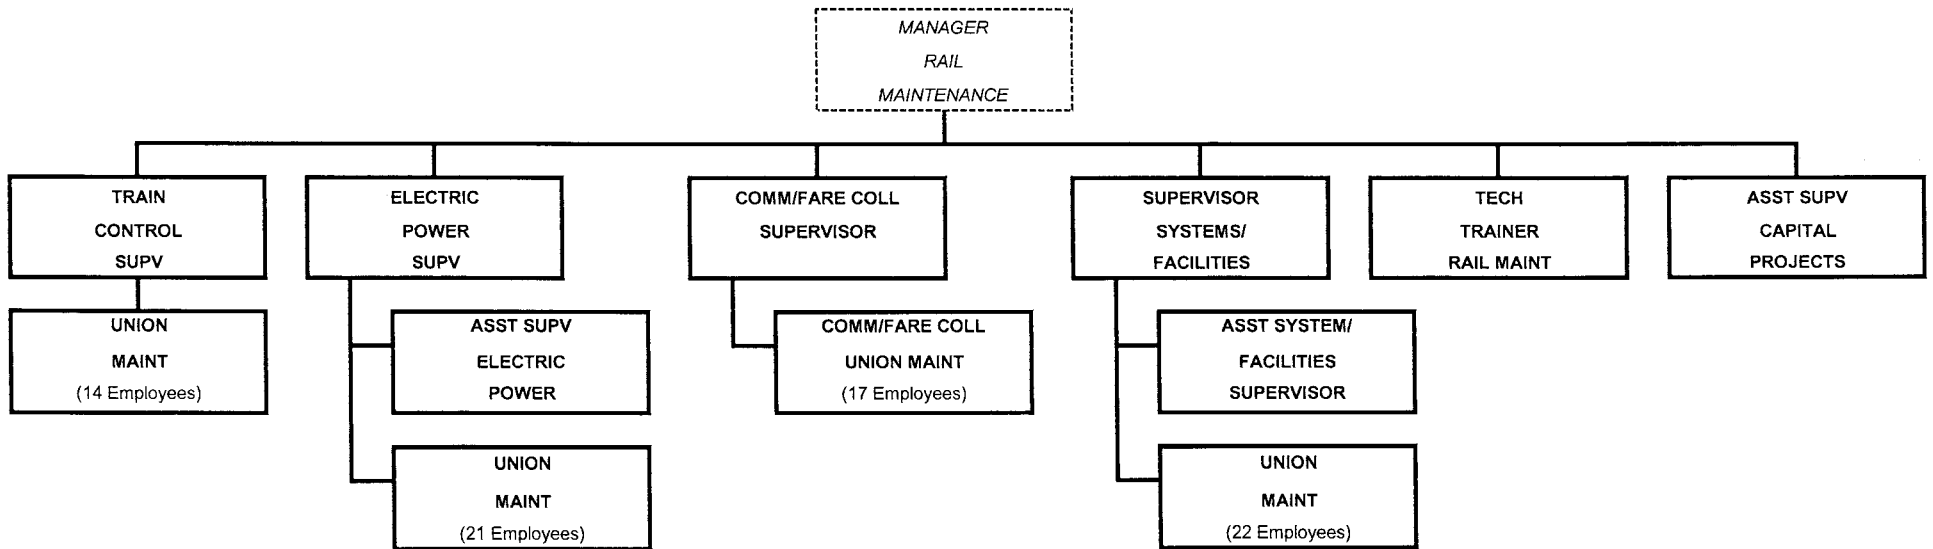 MANAGER
RAIL
MAINTENANCE
TRAIN
CONTROL
SUPV
ELECTRIC
POWER
SUPV
COMM/FARE COLL
SUPERVISOR
SUPERVISOR
SYSTEMS/
FACILITIES
TECH
TRAINER
RAIL MAINT
ASST SUPV
CAPITAL
PROJECTS
UNION
MAINT
(14 Employees)
ASST SUPV
ELECTRIC
POWER
COMM/FARE COLL
UNION MAINT
(17 Employees)
ASST SYSTEM/
FACILITIES
SUPERVISOR
UNION
MAINT
(21 Employees)
UNION
MAINT
(22 Employees)